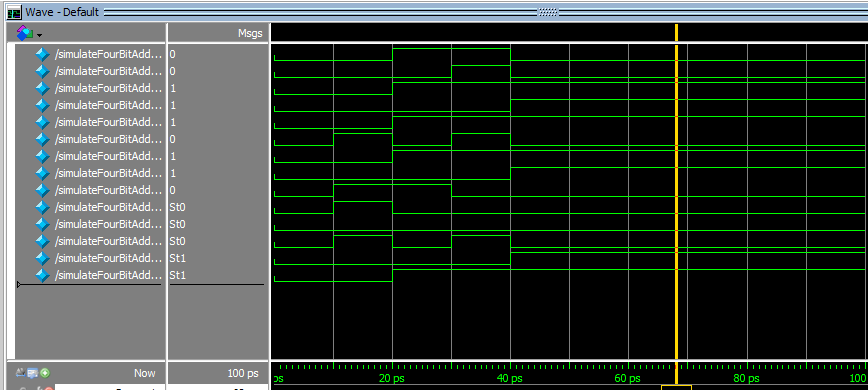 Wave - Default
Msgs
/simulateFourBitAdd... 0
/simulateFourBitAdd... 0
/simulateFourBitAdd... 1
/simulateFourBitAdd... 1
/simulateFourBitAdd... 1
/simulateFourBitAdd... 0
/simulateFourBitAdd... 1
/simulateFourBitAdd... 1
/simulateFourBitAdd... 0
/simulateFourBitAdd... St0
/simulateFourBitAdd... St0
/simulateFourBitAdd... St0
/simulateFourBitAdd... St1
/simulateFourBitAdd... St1
Now 100 ps ps 20 ps 40 ps 60 ps 80 ps 100